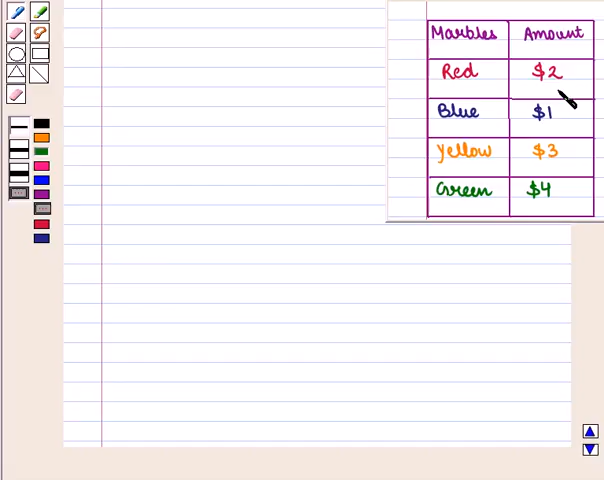 Marbles Amount
Red $2
Blue $1
Yellow $3
Green $4